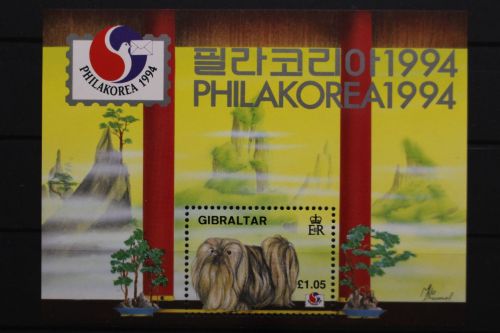 PHILAKOREA 1994
필라코리아1994
PHILAKOREA1994
GIBRALTAR
ER
£1.05